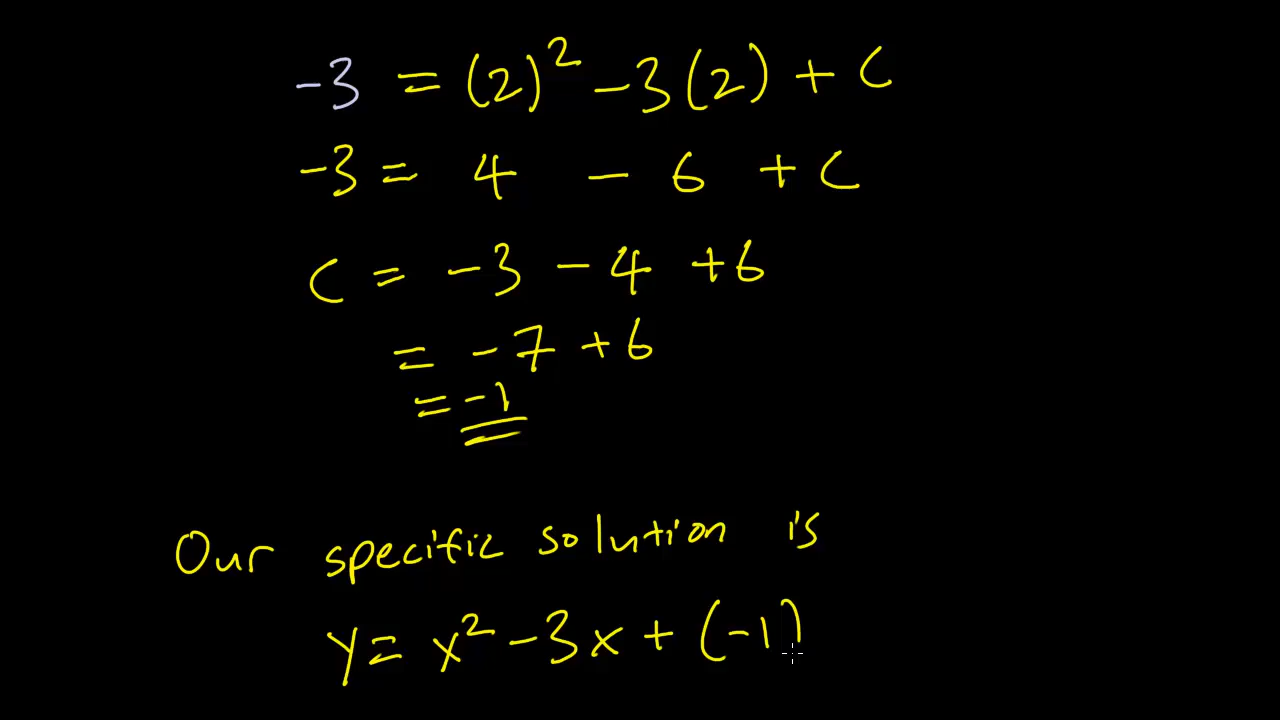 -3 = (2)² - 3(2) + C
-3 = 4 - 6 + C
C = -3 - 4 + 6
= -7 + 6
= -1
Our specific solution is
y = x² - 3x + (-1)